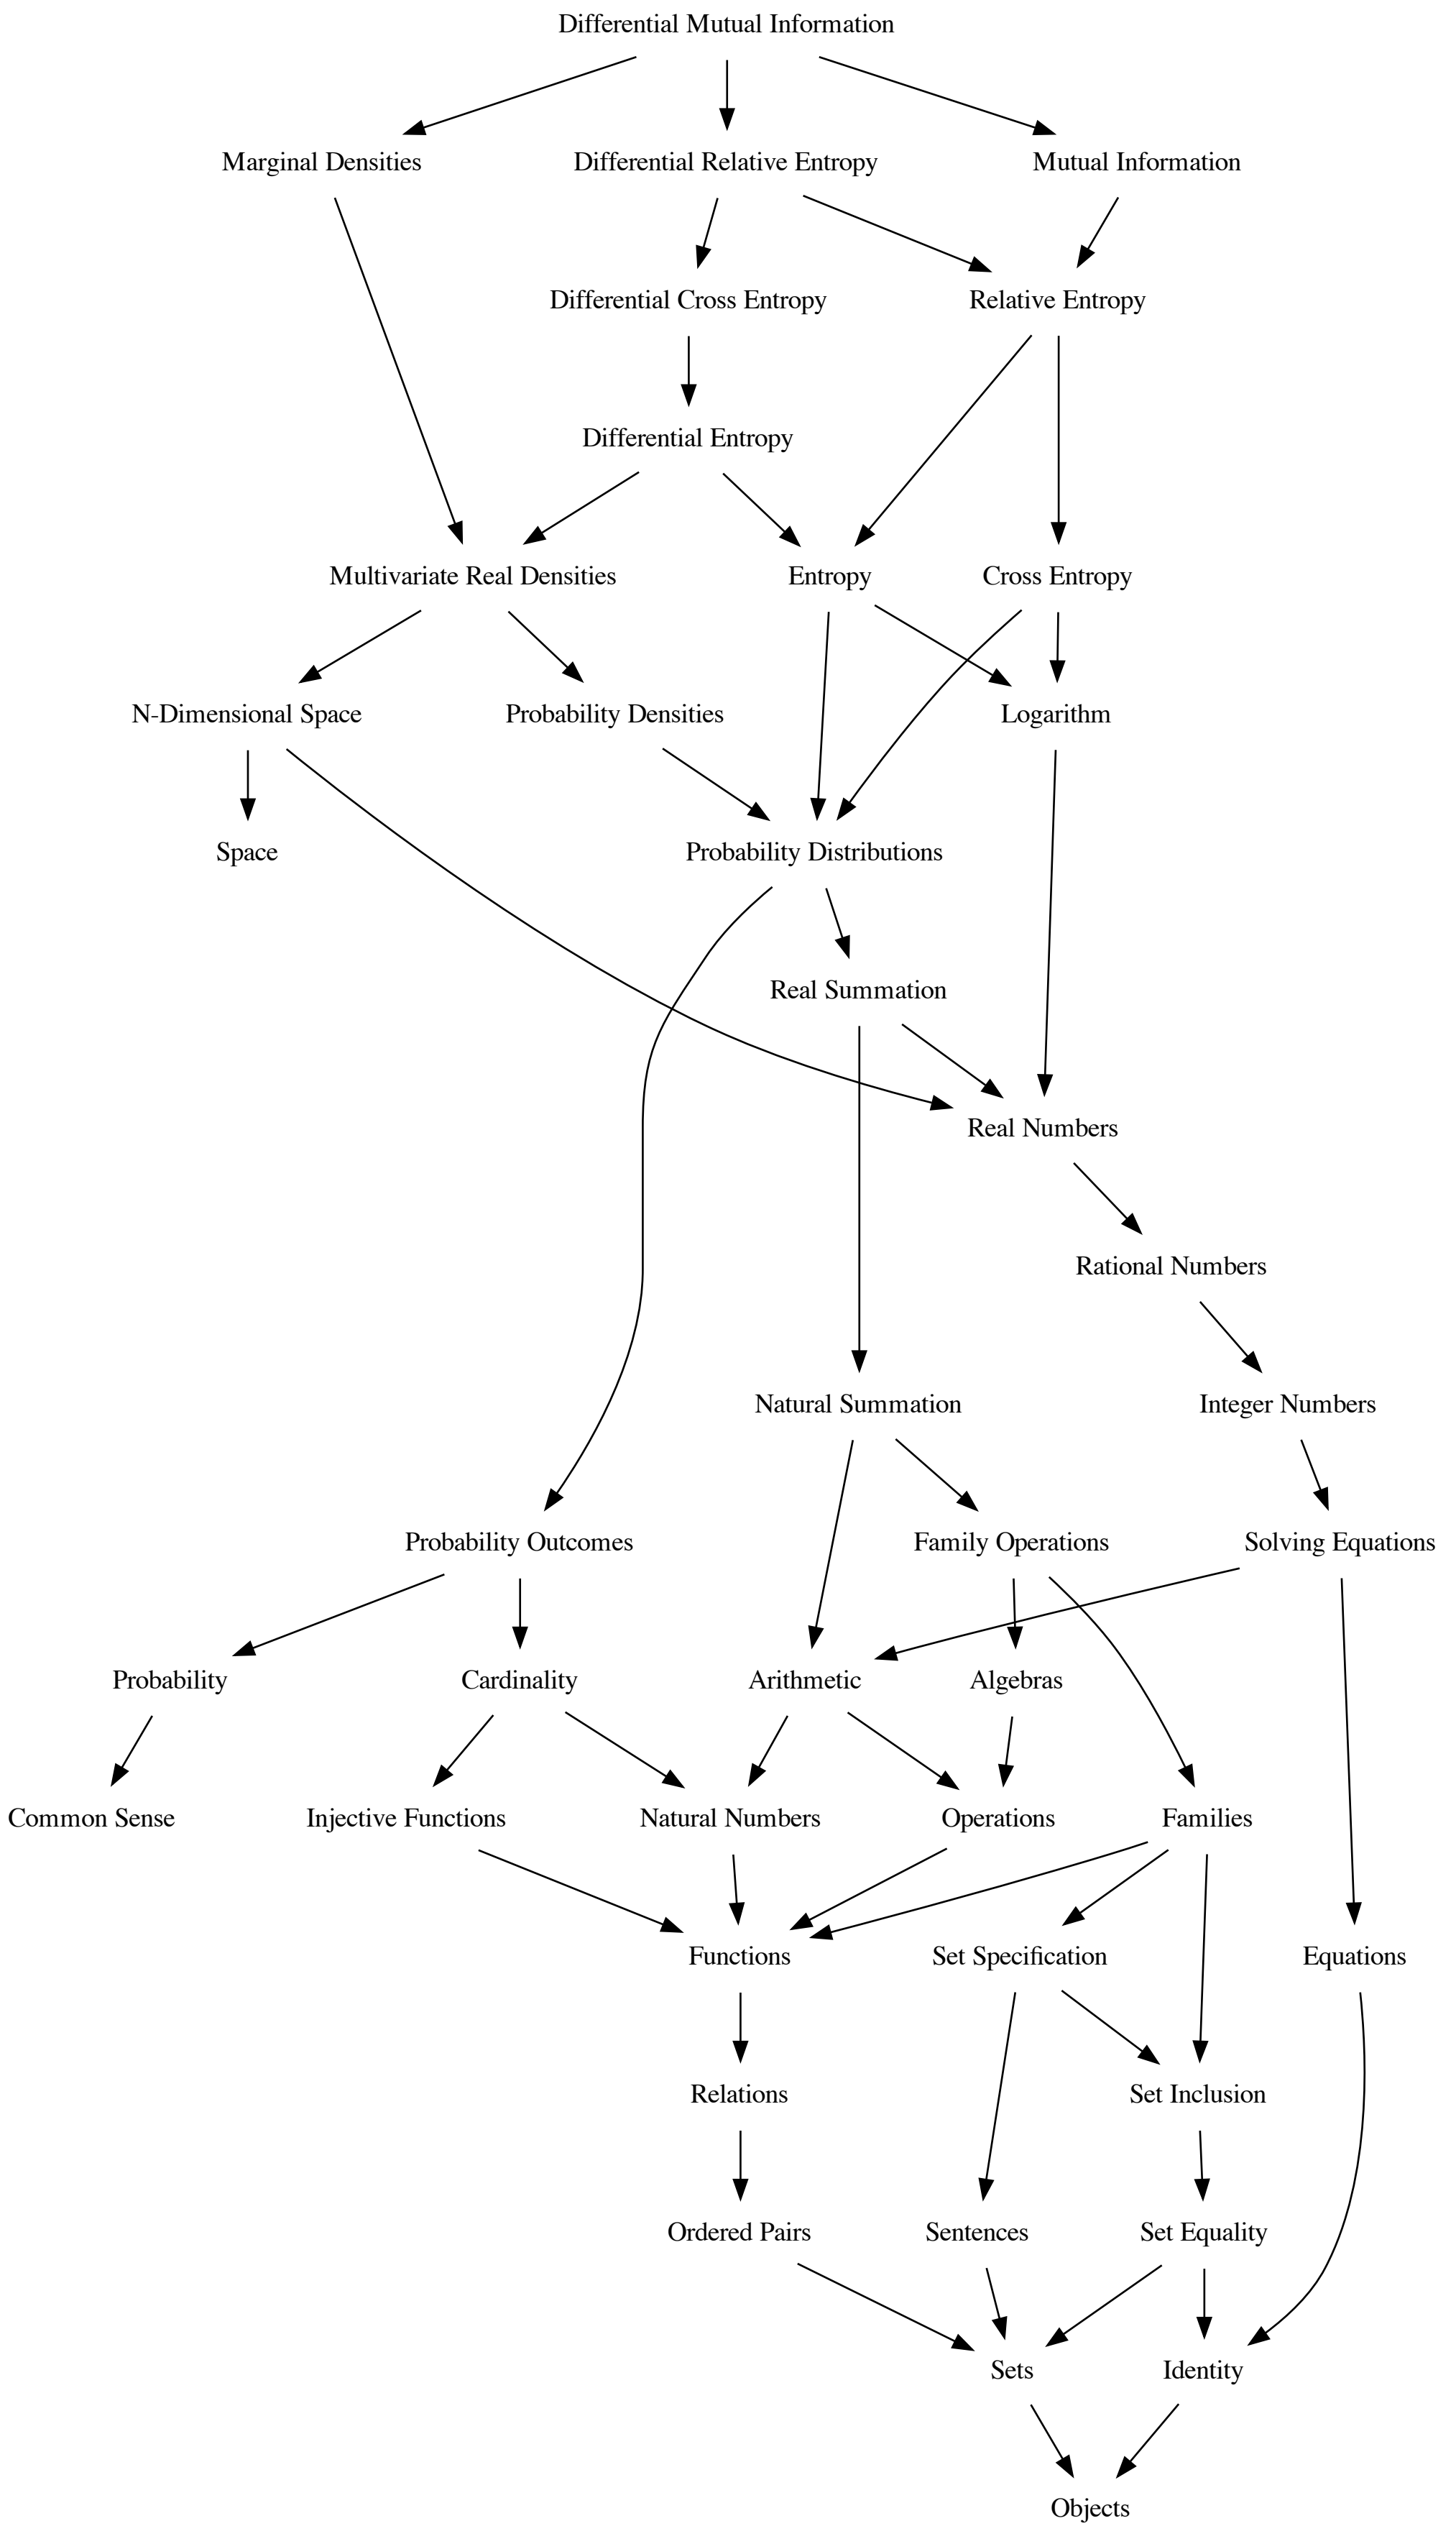 Differential Mutual Information
Marginal Densities
Differential Relative Entropy
Mutual Information
Differential Cross Entropy
Relative Entropy
Differential Entropy
Multivariate Real Densities
Entropy
Cross Entropy
N-Dimensional Space
Probability Densities
Logarithm
Space
Probability Distributions
Real Summation
Real Numbers
Rational Numbers
Natural Summation
Integer Numbers
Probability Outcomes
Family Operations
Solving Equations
Probability
Cardinality
Arithmetic
Algebras
Common Sense
Injective Functions
Natural Numbers
Operations
Families
Functions
Set Specification
Equations
Relations
Set Inclusion
Ordered Pairs
Sentences
Set Equality
Sets
Identity
Objects